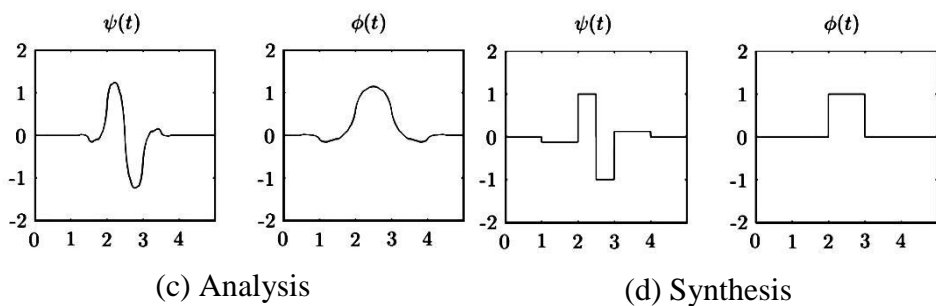 ψ(t) ϕ(t) ψ(t) ϕ(t)
2 2 2 2
1 1 1 1
0 0 0 0
-1 -1 -1 -1
-2 -2 -2 -2
0 1 2 3 4 0 1 2 3 4 0 1 2 3 4 0 1 2 3 4
(c) Analysis (d) Synthesis